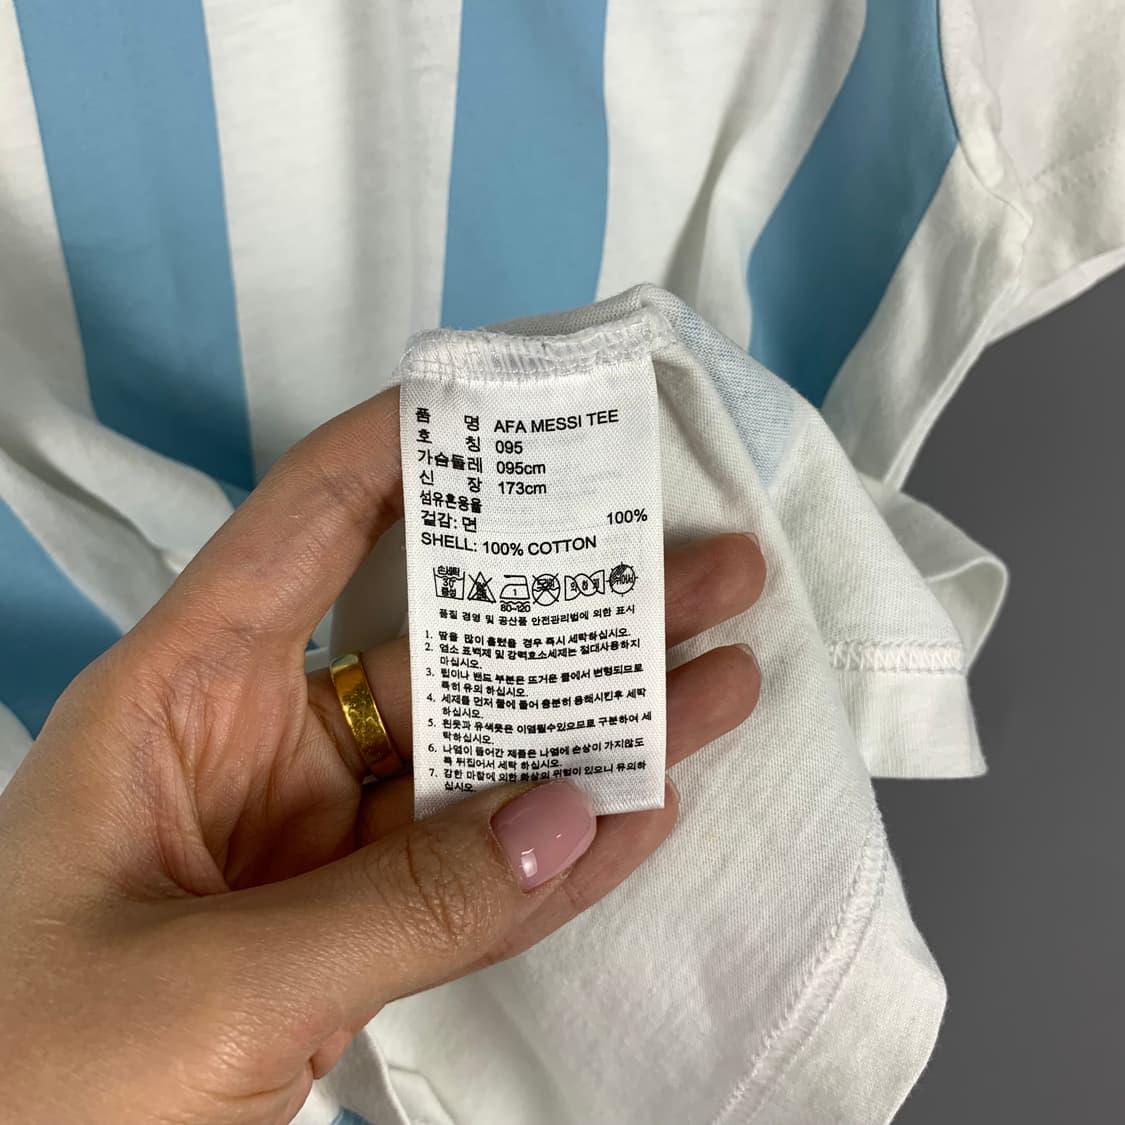 품 명 AFA MESSI TEE
호 칭 095
가슴둘레 095cm
신 장 173cm
섬유혼용율
겉감: 면 100%
SHELL: 100% COTTON
손세탁
30
중성
1
80~120
품질 경영 및 공산품 안전관리법에 의한 표시
1. 땀을 많이 흘렸을 경우 즉시 세탁하십시오.
2. 염소 표백제 및 강력효소세제는 절대사용하지
마십시오.
3. 립이나 밴드 부분은 뜨거운 물에서 변형되므로
특히 유의 하십시오.
4. 세제를 먼저 물에 풀어 충분히 용해시킨후 세탁
하십시오.
5. 흰옷과 유색옷은 이염될수있으므로 구분하여 세
탁하십시오.
6. 나염이 들어간 제품은 나염에 손상이 가지않도
록 뒤집어서 세탁 하십시오.
7. 강한 마찰에 의한 화상의 위험이 있으니 유의하
십시오.